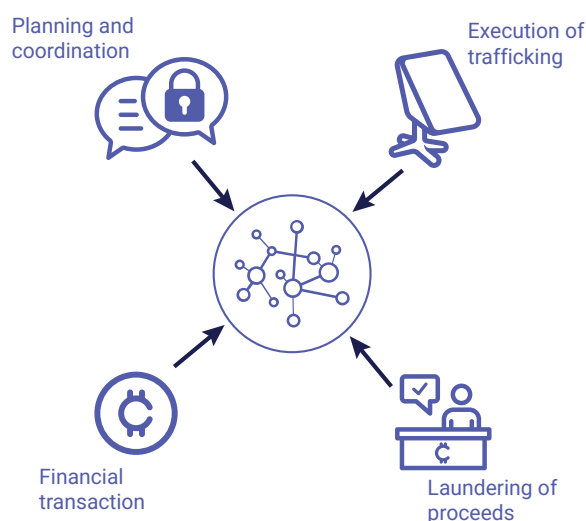 Planning and
coordination
Execution of
trafficking
Financial
transaction
Laundering of
proceeds